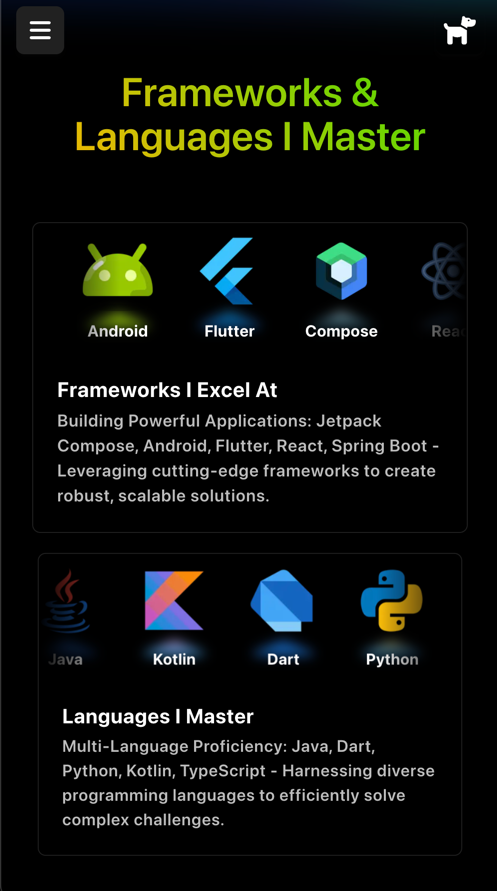 Frameworks &
Languages I Master
Android Flutter Compose
Frameworks I Excel At
Building Powerful Applications: Jetpack
Compose, Android, Flutter, React, Spring Boot -
Leveraging cutting-edge frameworks to create
robust, scalable solutions.
Java Kotlin Dart Python
Languages I Master
Multi-Language Proficiency: Java, Dart,
Python, Kotlin, TypeScript - Harnessing diverse
programming languages to efficiently solve
complex challenges.